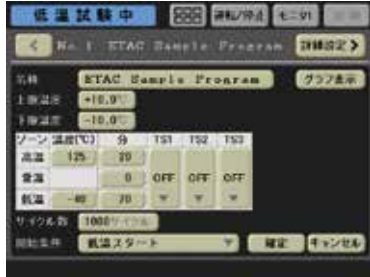 低温試験中 運転/停止 モニタ1
No. 1 ETAC Sample Program 詳細設定
名称 ETAC Sample Program グラフ表示
上限温度 +10.0℃
下限温度 -10.0℃
ゾーン 温度(℃) 分 TS1 TS2 TS3
高温 125 20
常温 0 OFF OFF OFF
低温 -40 20
サイクル数 1000サイクル
開始条件 低温スタート 確定 キャンセル